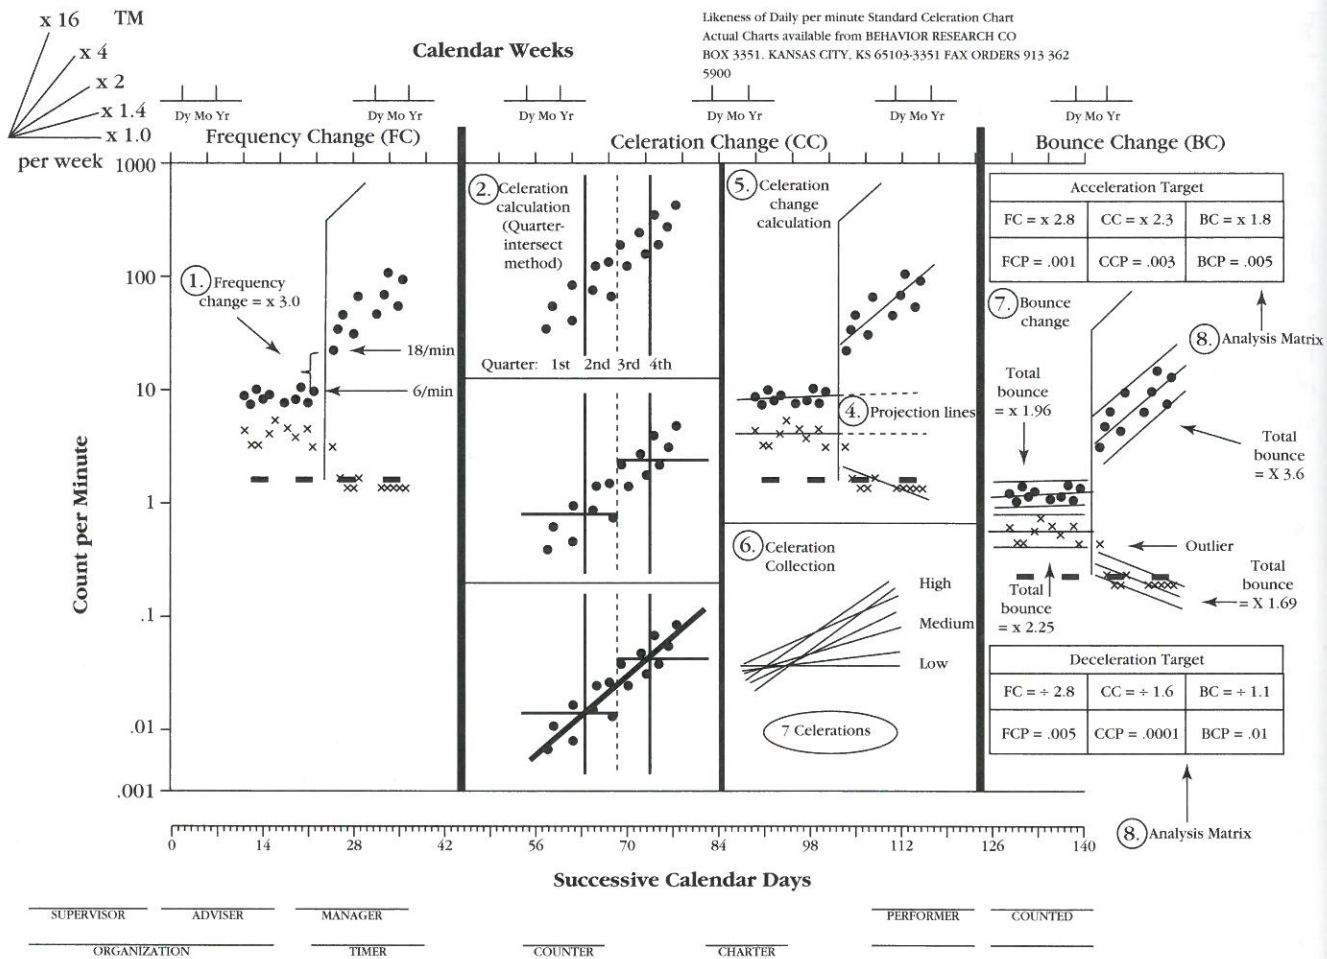 x 16 TM
x 4
x 2
x 1.4
x 1.0
per week
Calendar Weeks
Likeness of Daily per minute Standard Celeration Chart
Actual Charts available from BEHAVIOR RESEARCH CO
BOX 3351. KANSAS CITY, KS 65103-3351 FAX ORDERS 913 362
5900
Dy Mo Yr
Dy Mo Yr
Dy Mo Yr
Dy Mo Yr
Dy Mo Yr
Dy Mo Yr
Frequency Change (FC)
Celeration Change (CC)
Bounce Change (BC)
Count per Minute
1000
100
10
1
.1
.01
.001
1. Frequency
change = x 3.0
18/min
6/min
2. Celeration
calculation
(Quarter-
intersect
method)
Quarter: 1st 2nd 3rd 4th
5. Celeration
change
calculation
4. Projection lines
6. Celeration
Collection
High
Medium
Low
7 Celerations
Acceleration Target
FC = x 2.8 CC = x 2.3 BC = x 1.8
FCP = .001 CCP = .003 BCP = .005
7. Bounce
change
8. Analysis Matrix
Total
bounce
= x 1.96
Total
bounce
= X 3.6
Outlier
Total
bounce
= X 1.69
Total
bounce
= x 2.25
Deceleration Target
FC = ÷ 2.8 CC = ÷ 1.6 BC = ÷ 1.1
FCP = .005 CCP = .0001 BCP = .01
8. Analysis Matrix
0 14 28 42 56 70 84 98 112 126 140
Successive Calendar Days
SUPERVISOR ADVISER MANAGER PERFORMER COUNTED
ORGANIZATION TIMER COUNTER CHARTER